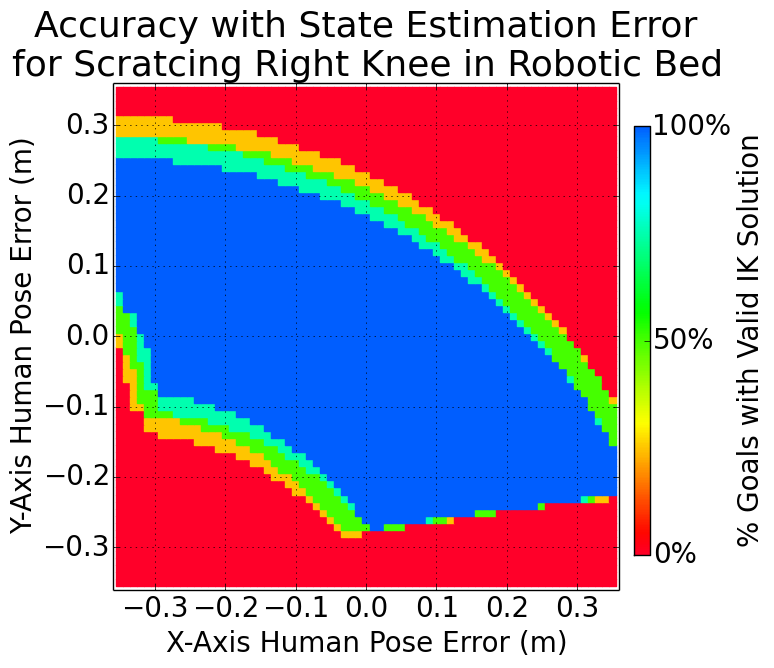 Accuracy with State Estimation Error
for Scratcing Right Knee in Robotic Bed
Y-Axis Human Pose Error (m)
0.3
0.2
0.1
0.0
−0.1
−0.2
−0.3
−0.3 −0.2 −0.1 0.0 0.1 0.2 0.3
X-Axis Human Pose Error (m)
100%
50%
0%
% Goals with Valid IK Solution